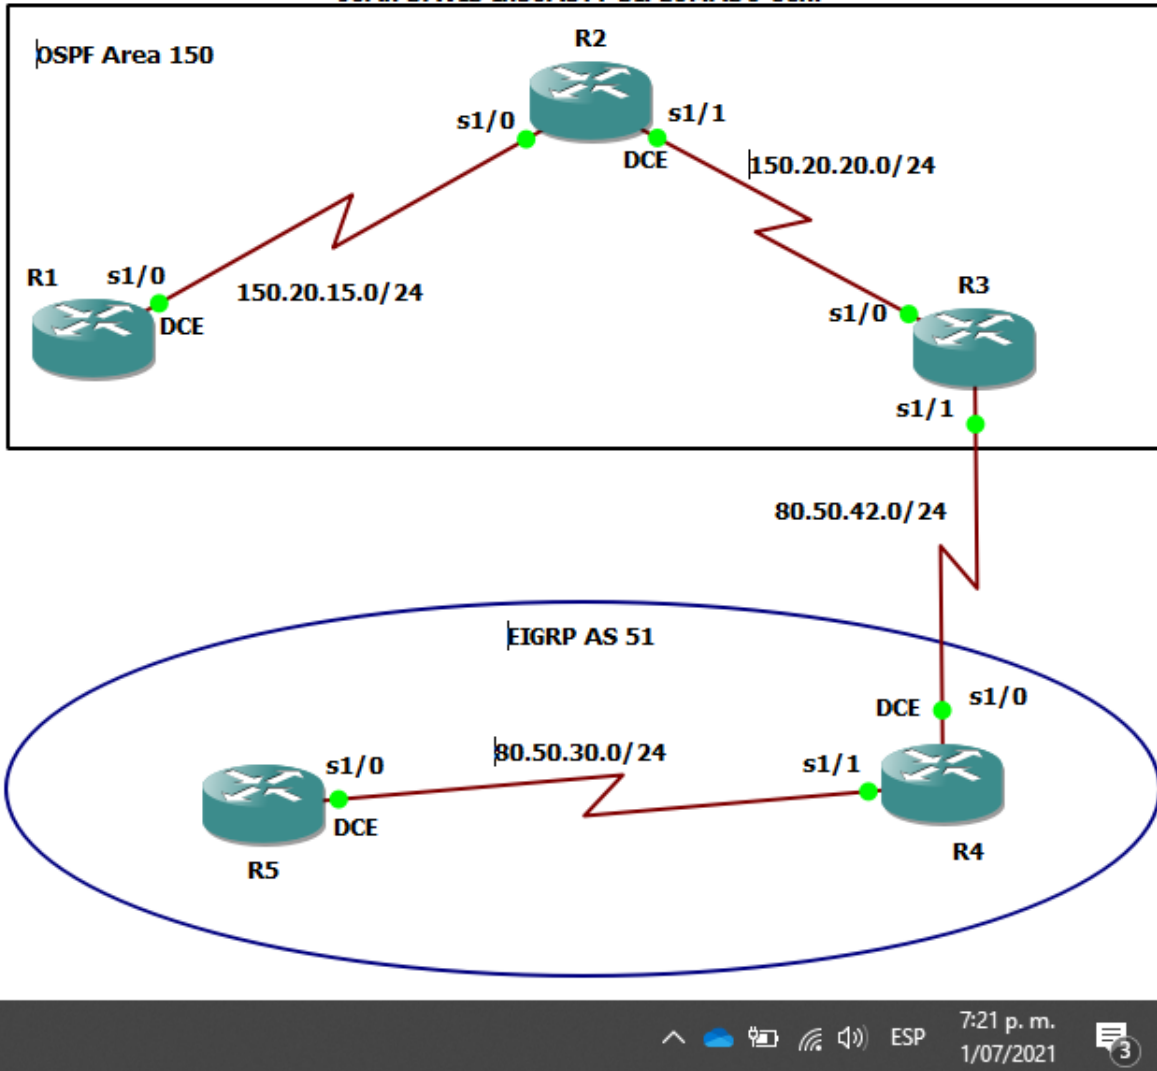 OSPF Area 150
R2
s1/0
s1/1
DCE
150.20.20.0/24
R1
s1/0
150.20.15.0/24
DCE
R3
s1/0
s1/1
80.50.42.0/24
EIGRP AS 51
DCE
s1/0
80.50.30.0/24
s1/0
s1/1
DCE
R5
R4
ESP
7:21 p. m.
1/07/2021
3